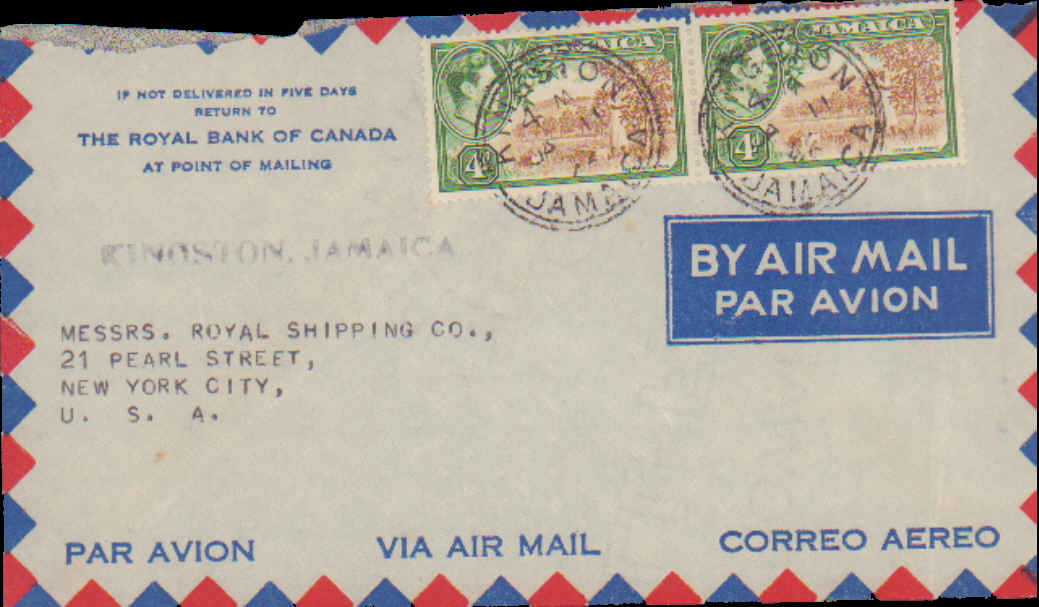 IF NOT DELIVERED IN FIVE DAYS
RETURN TO
THE ROYAL BANK OF CANADA
AT POINT OF MAILING
KINGSTON, JAMAICA
JAMAICA
4d
KINGSTON
JAMAICA
JAMAICA
4d
KINGSTON
JAMAICA
BY AIR MAIL
PAR AVION
MESSRS. ROYAL SHIPPING CO.,
21 PEARL STREET,
NEW YORK CITY,
U. S. A.
PAR AVION
VIA AIR MAIL
CORREO AEREO